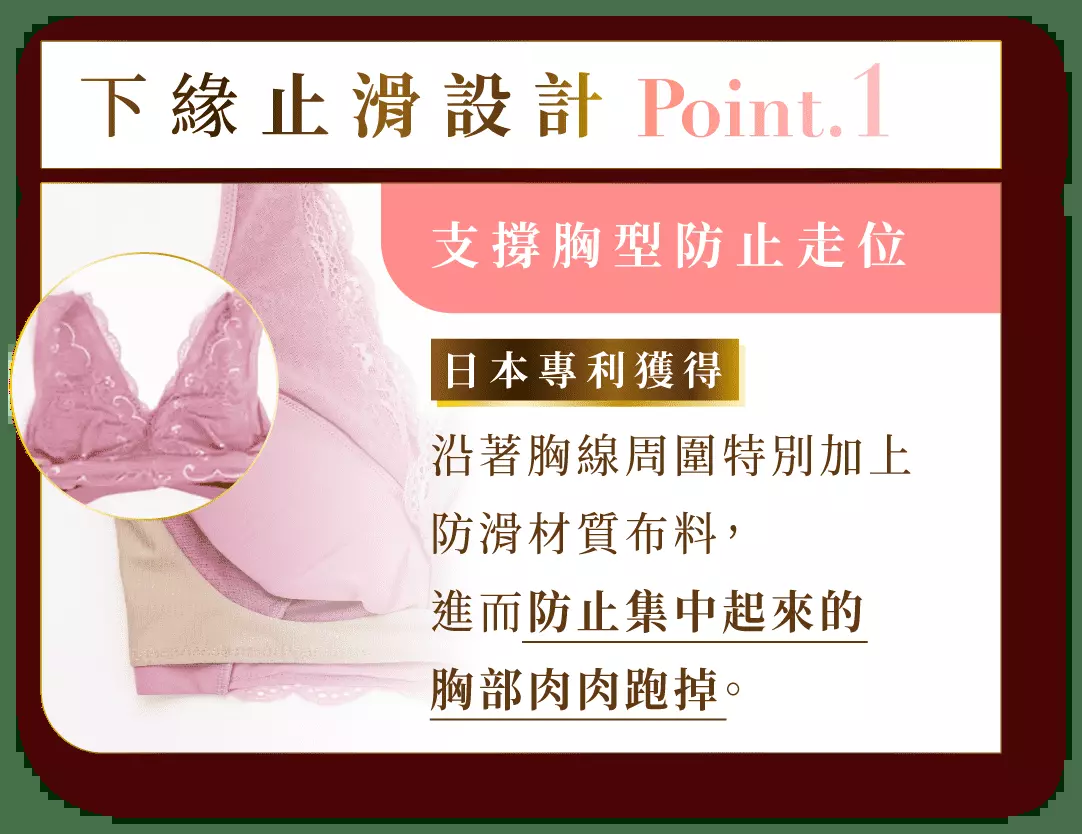 下緣止滑設計 Point.1
支撐胸型防止走位
日本專利獲得
沿著胸線周圍特別加上
防滑材質布料，
進而防止集中起來的
胸部肉肉跑掉。